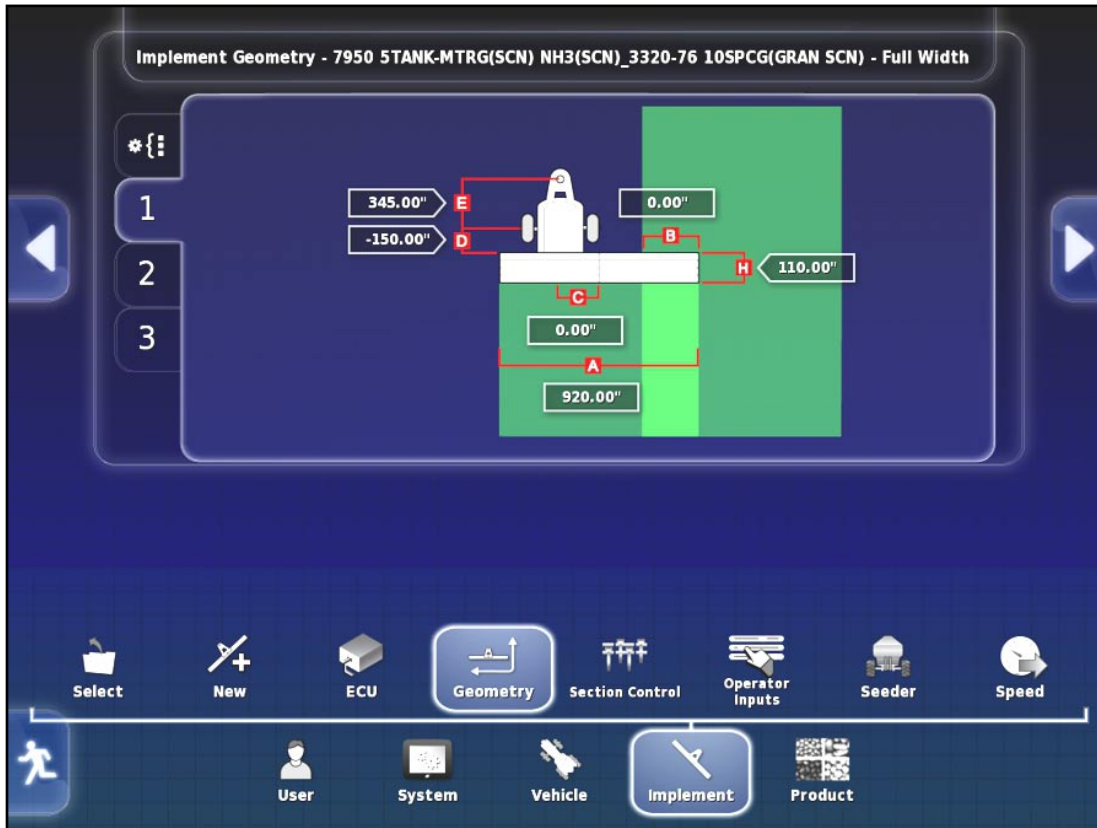 Implement Geometry - 7950 5TANK-MTRG(SCN) NH3(SCN)_3320-76 10SPCG(GRAN SCN) - Full Width
1
2
3
345.00"
E
0.00"
-150.00"
D
B
H
110.00"
C
0.00"
A
920.00"
Select
New
ECU
Geometry
Section Control
Operator
Inputs
Seeder
Speed
User
System
Vehicle
Implement
Product